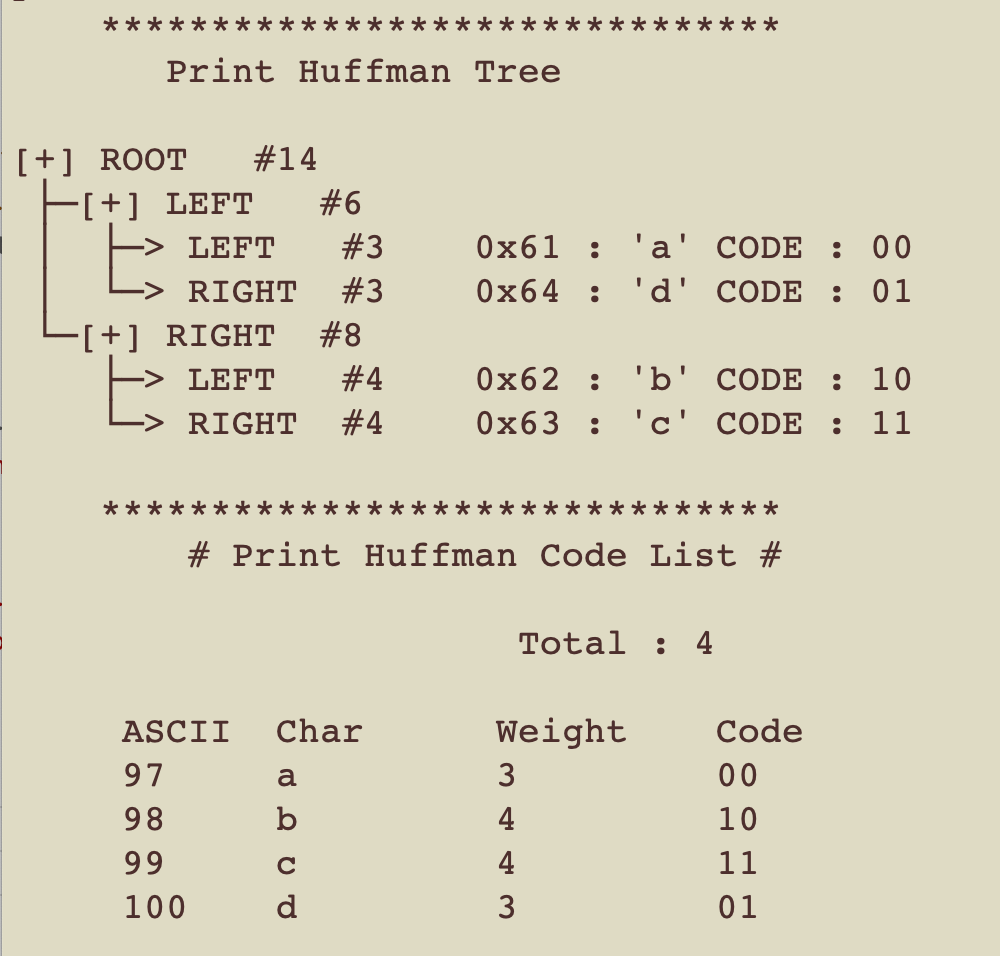 *******************************
Print Huffman Tree
[+] ROOT   #14
├─[+] LEFT   #6
│  ├─> LEFT   #3    0x61 : 'a' CODE : 00
│  └─> RIGHT  #3    0x64 : 'd' CODE : 01
└─[+] RIGHT  #8
   ├─> LEFT   #4    0x62 : 'b' CODE : 10
   └─> RIGHT  #4    0x63 : 'c' CODE : 11
*******************************
# Print Huffman Code List #
Total : 4
ASCII  Char      Weight    Code
97     a         3         00
98     b         4         10
99     c         4         11
100    d         3         01